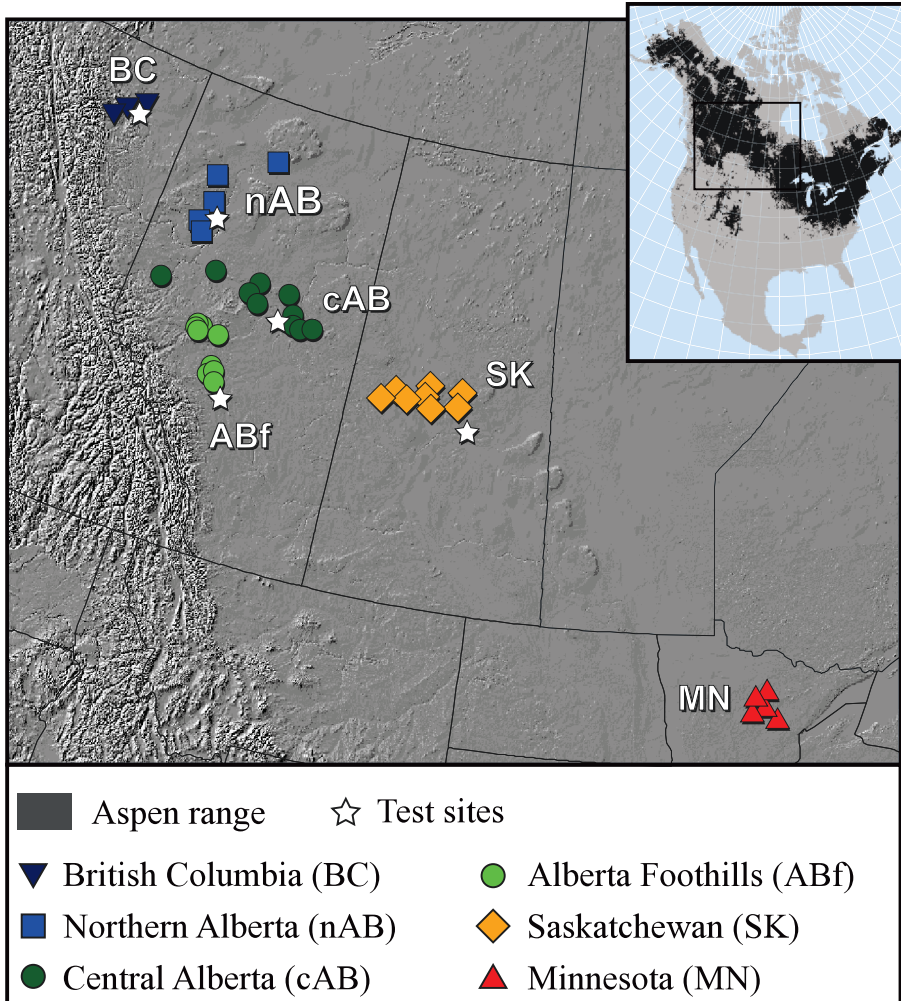 BC
nAB
cAB
SK
ABf
MN
Aspen range
Test sites
British Columbia (BC)
Alberta Foothills (ABf)
Northern Alberta (nAB)
Saskatchewan (SK)
Central Alberta (cAB)
Minnesota (MN)